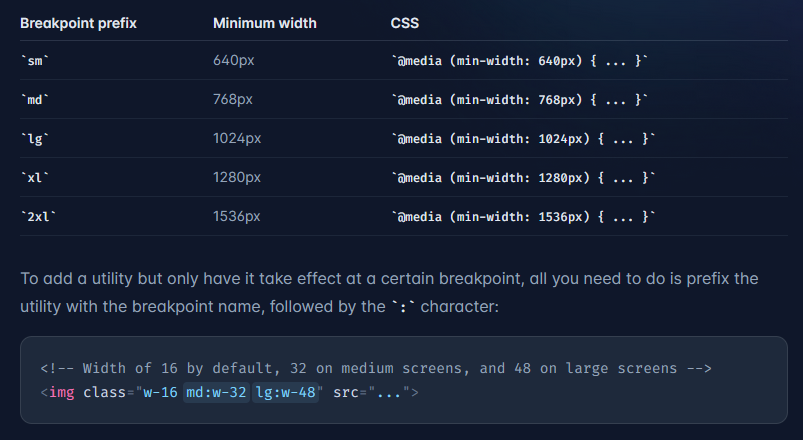 Breakpoint prefix Minimum width CSS
`sm` 640px `@media (min-width: 640px) { ... }`
`md` 768px `@media (min-width: 768px) { ... }`
`lg` 1024px `@media (min-width: 1024px) { ... }`
`xl` 1280px `@media (min-width: 1280px) { ... }`
`2xl` 1536px `@media (min-width: 1536px) { ... }`
To add a utility but only have it take effect at a certain breakpoint, all you need to do is prefix the
utility with the breakpoint name, followed by the `:` character:
<!-- Width of 16 by default, 32 on medium screens, and 48 on large screens -->
<img class="w-16 md:w-32 lg:w-48" src="...">